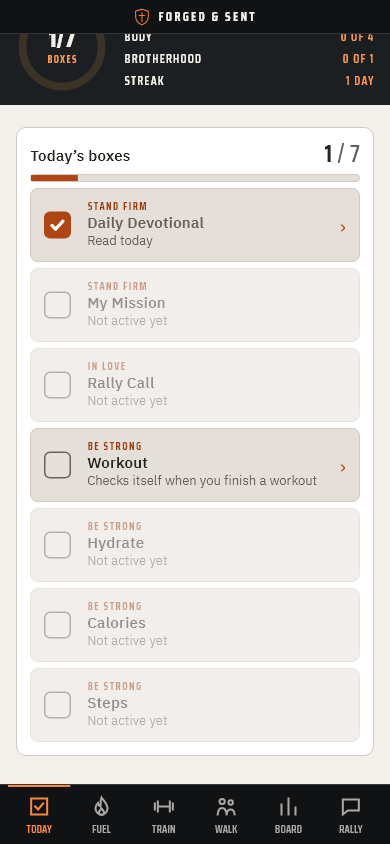 FORGED & SENT
1/7
BOXES
BODY 0 OF 4
BROTHERHOOD 0 OF 1
STREAK 1 DAY
Today's boxes 1 / 7
STAND FIRM
Daily Devotional
Read today
STAND FIRM
My Mission
Not active yet
IN LOVE
Rally Call
Not active yet
BE STRONG
Workout
Checks itself when you finish a workout
BE STRONG
Hydrate
Not active yet
BE STRONG
Calories
Not active yet
BE STRONG
Steps
Not active yet
TODAY FUEL TRAIN WALK BOARD RALLY